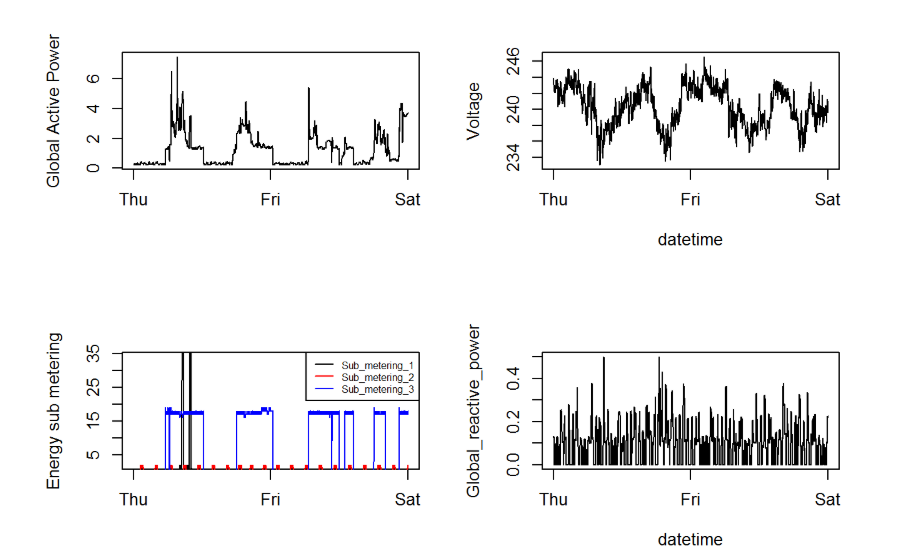 Global Active Power
6
4
2
0
Thu Fri Sat
Voltage
246
240
234
Thu Fri Sat
datetime
Energy sub metering
35
25
15
5
Sub_metering_1
Sub_metering_2
Sub_metering_3
Thu Fri Sat
Global_reactive_power
0.4
0.2
0.0
Thu Fri Sat
datetime